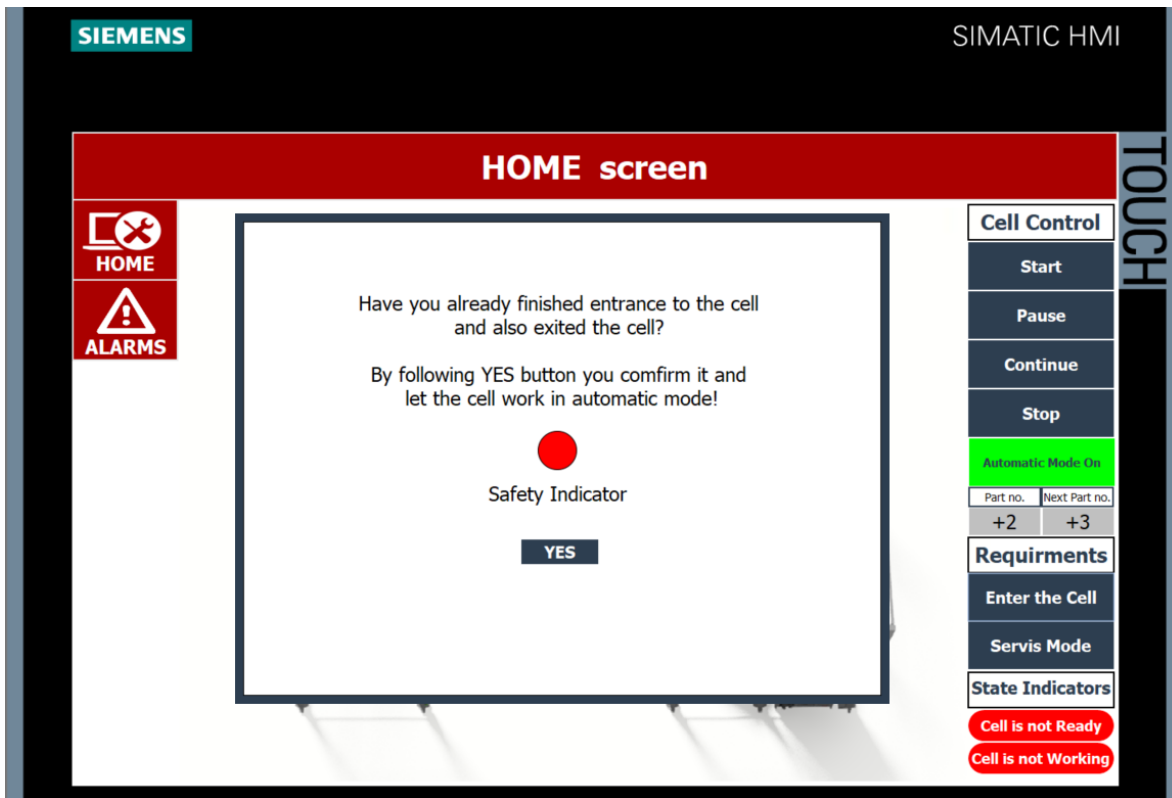 SIEMENS
SIMATIC HMI
TOUCH
HOME screen
HOME
ALARMS
Have you already finished entrance to the cell
and also exited the cell?
By following YES button you comfirm it and
let the cell work in automatic mode!
Safety Indicator
YES
Cell Control
Start
Pause
Continue
Stop
Automatic Mode On
Part no. Next Part no.
+2 +3
Requirments
Enter the Cell
Servis Mode
State Indicators
Cell is not Ready
Cell is not Working